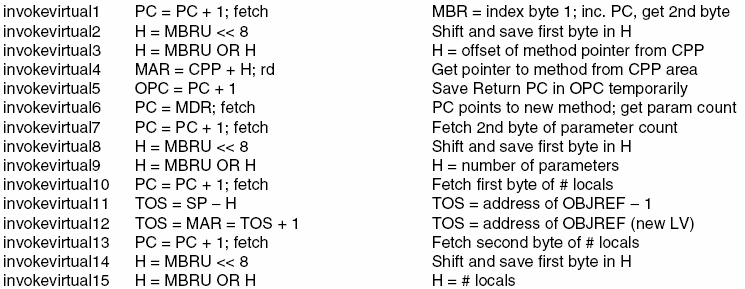 invokevirtual1 PC = PC + 1; fetch MBR = index byte 1; inc. PC, get 2nd byte
invokevirtual2 H = MBRU << 8 Shift and save first byte in H
invokevirtual3 H = MBRU OR H H = offset of method pointer from CPP
invokevirtual4 MAR = CPP + H; rd Get pointer to method from CPP area
invokevirtual5 OPC = PC + 1 Save Return PC in OPC temporarily
invokevirtual6 PC = MDR; fetch PC points to new method; get param count
invokevirtual7 PC = PC + 1; fetch Fetch 2nd byte of parameter count
invokevirtual8 H = MBRU << 8 Shift and save first byte in H
invokevirtual9 H = MBRU OR H H = number of parameters
invokevirtual10 PC = PC + 1; fetch Fetch first byte of # locals
invokevirtual11 TOS = SP – H TOS = address of OBJREF – 1
invokevirtual12 TOS = MAR = TOS + 1 TOS = address of OBJREF (new LV)
invokevirtual13 PC = PC + 1; fetch Fetch second byte of # locals
invokevirtual14 H = MBRU << 8 Shift and save first byte in H
invokevirtual15 H = MBRU OR H H = # locals